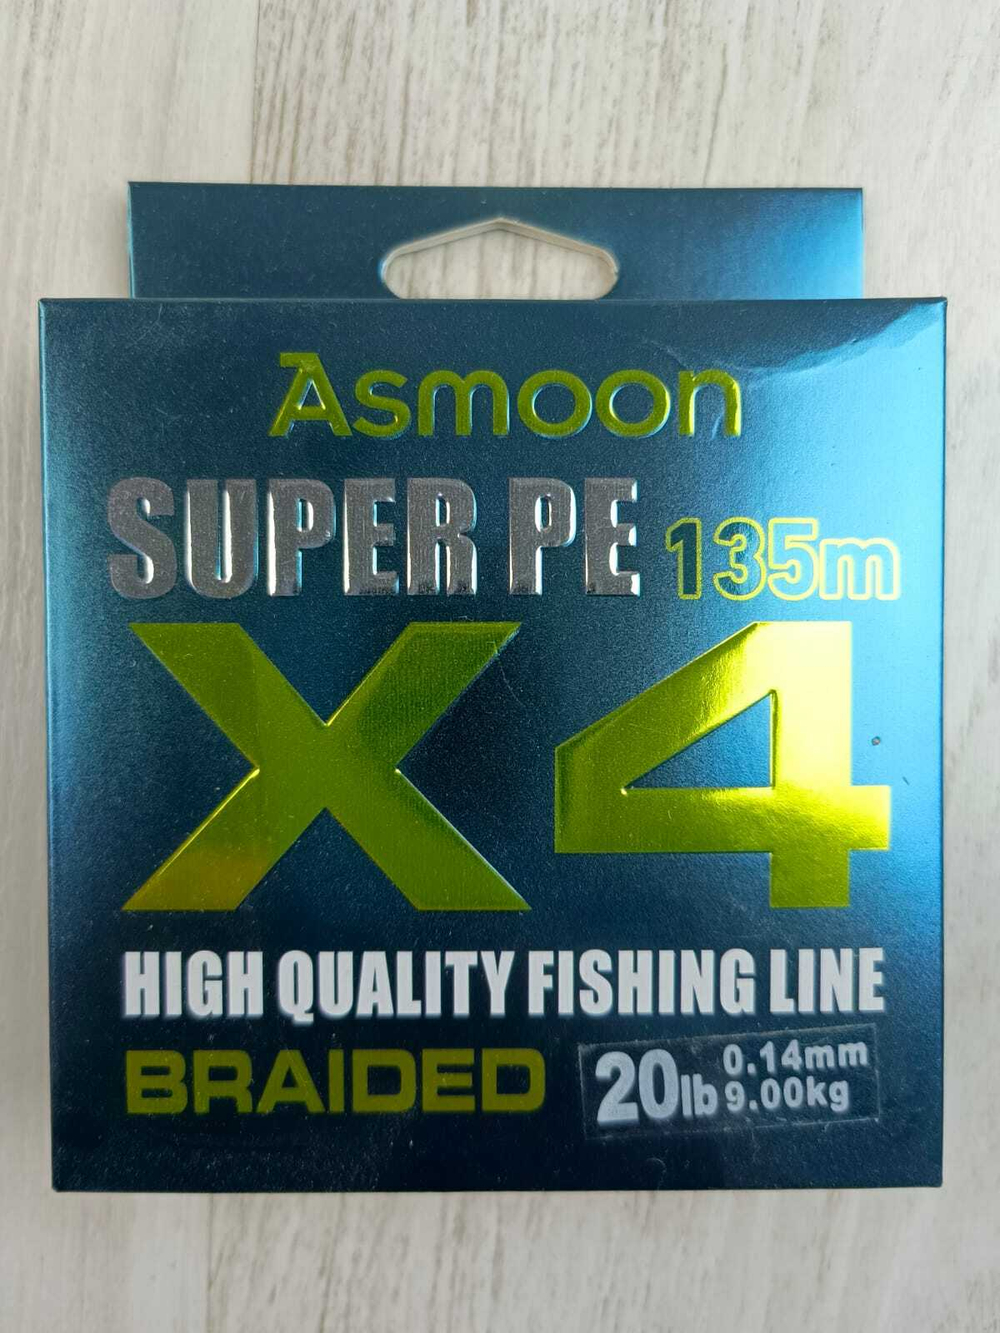 Asmoon
SUPER PE 135m
X4
HIGH QUALITY FISHING LINE
BRAIDED
20lb 0.14mm
9.00kg